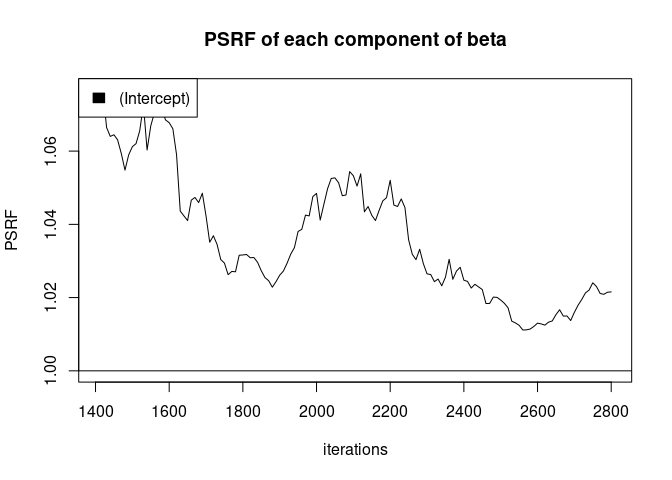 PSRF of each component of beta
(Intercept)
PSRF
1.06
1.04
1.02
1.00
1400 1600 1800 2000 2200 2400 2600 2800
iterations